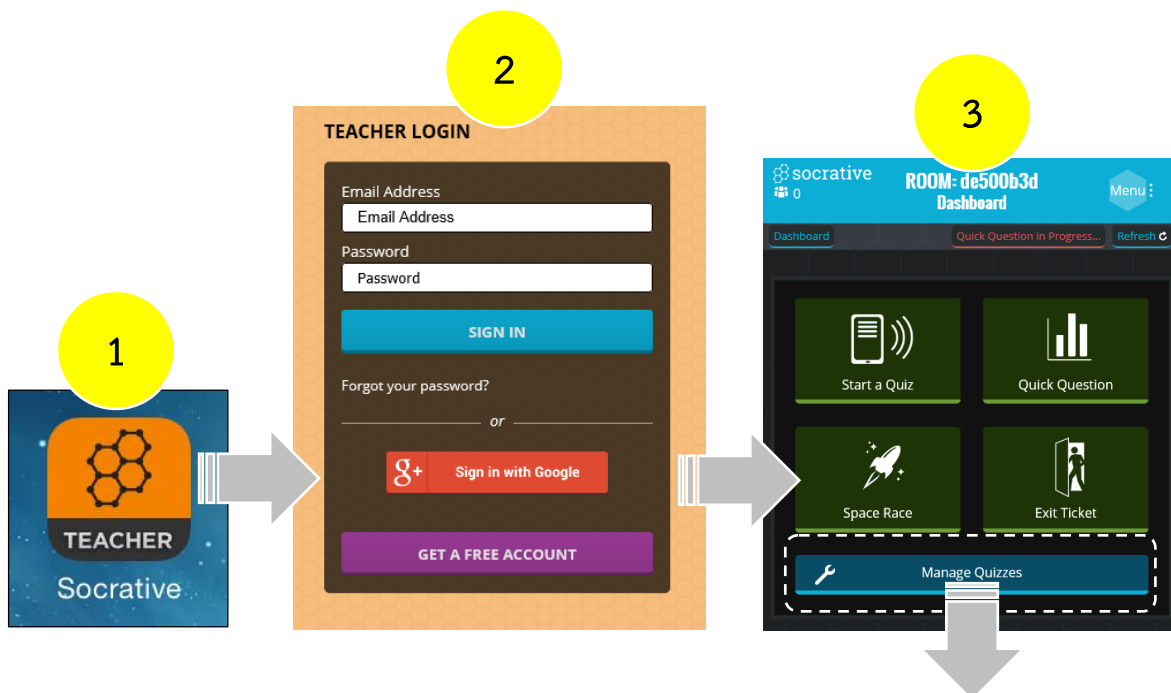 1
TEACHER
Socrative
2
TEACHER LOGIN
Email Address
Email Address
Password
Password
SIGN IN
Forgot your password?
or
g+ Sign in with Google
GET A FREE ACCOUNT
3
socrative
0
ROOM: de500b3d
Dashboard
Menu
Dashboard
Quick Question in Progress...
Refresh
Start a Quiz
Quick Question
Space Race
Exit Ticket
Manage Quizzes